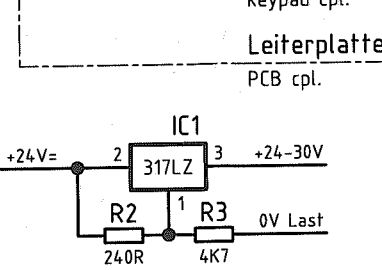 Keypad cpl.
Leiterplatte
PCB cpl.
IC1
+24V= 2 317LZ 3 +24-30V
1
R2 R3 0V Last
240R 4K7